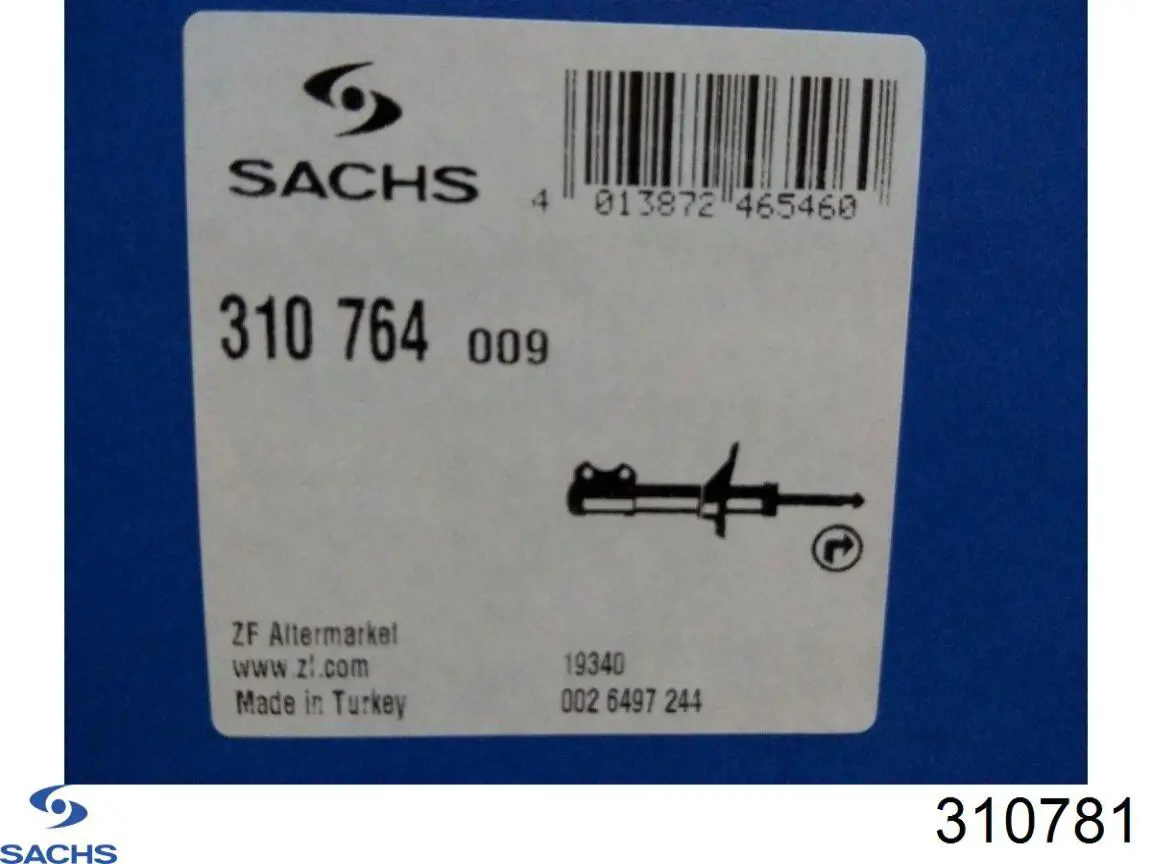 SACHS
4 013872 465460
310 764 009
ZF Aftermarket
www.zf.com
Made in Turkey
19340
002 6497 244
SACHS
310781